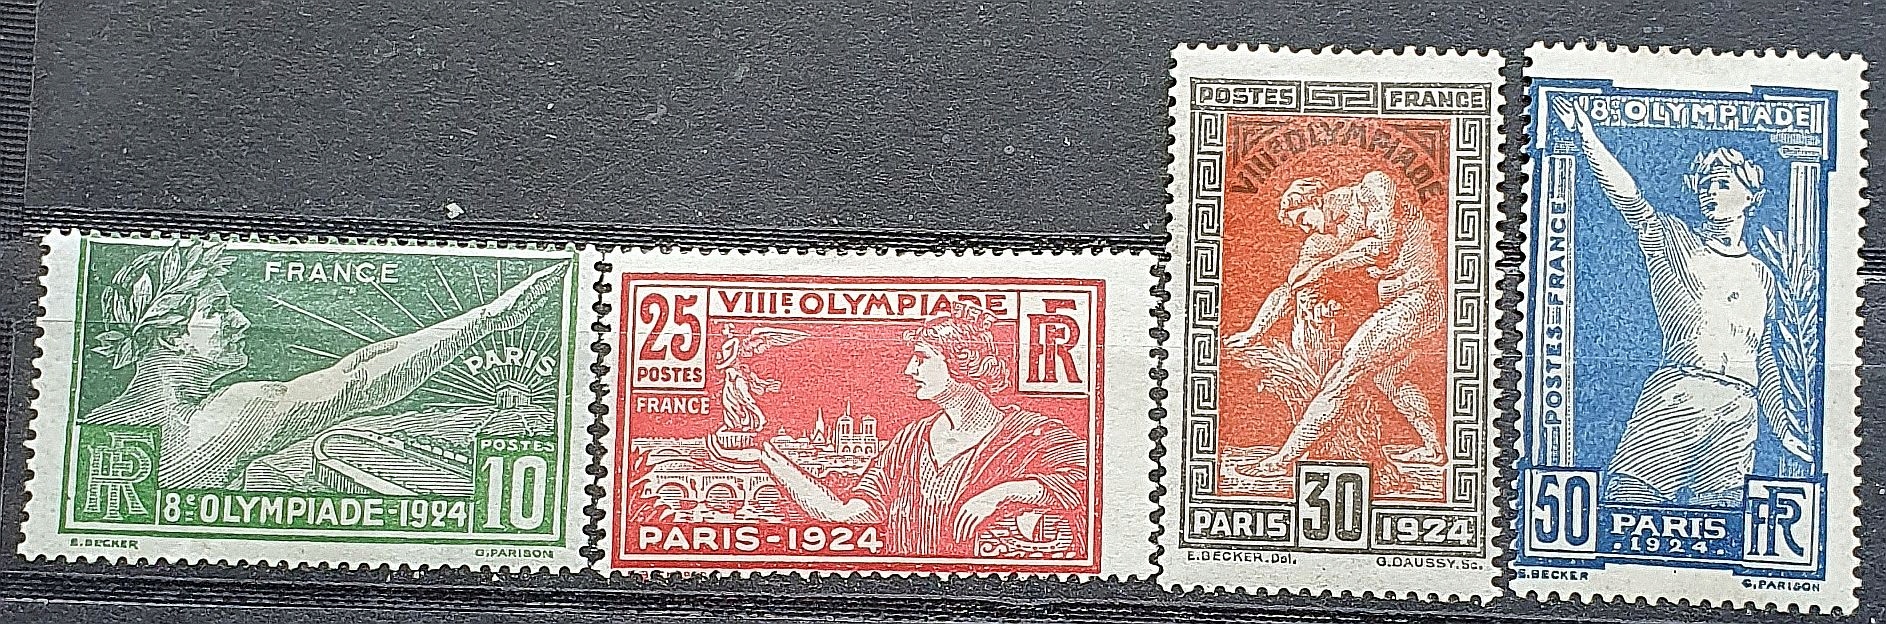 FRANCE
PARIS
RF
POSTES
8e OLYMPIADE-1924
10
E.BECKER
G.PARISON
25
VIIIE. OLYMPIADE
RF
POSTES
FRANCE
PARIS-1924
POSTES FRANCE
VIIIe. OLYMPIADE
PARIS 30 1924
E.BECKER.Del.
G.DAUSSY.Sc.
8e OLYMPIADE
POSTES-FRANCE
50 PARIS RF
.1924.
E.BECKER
G.PARISON